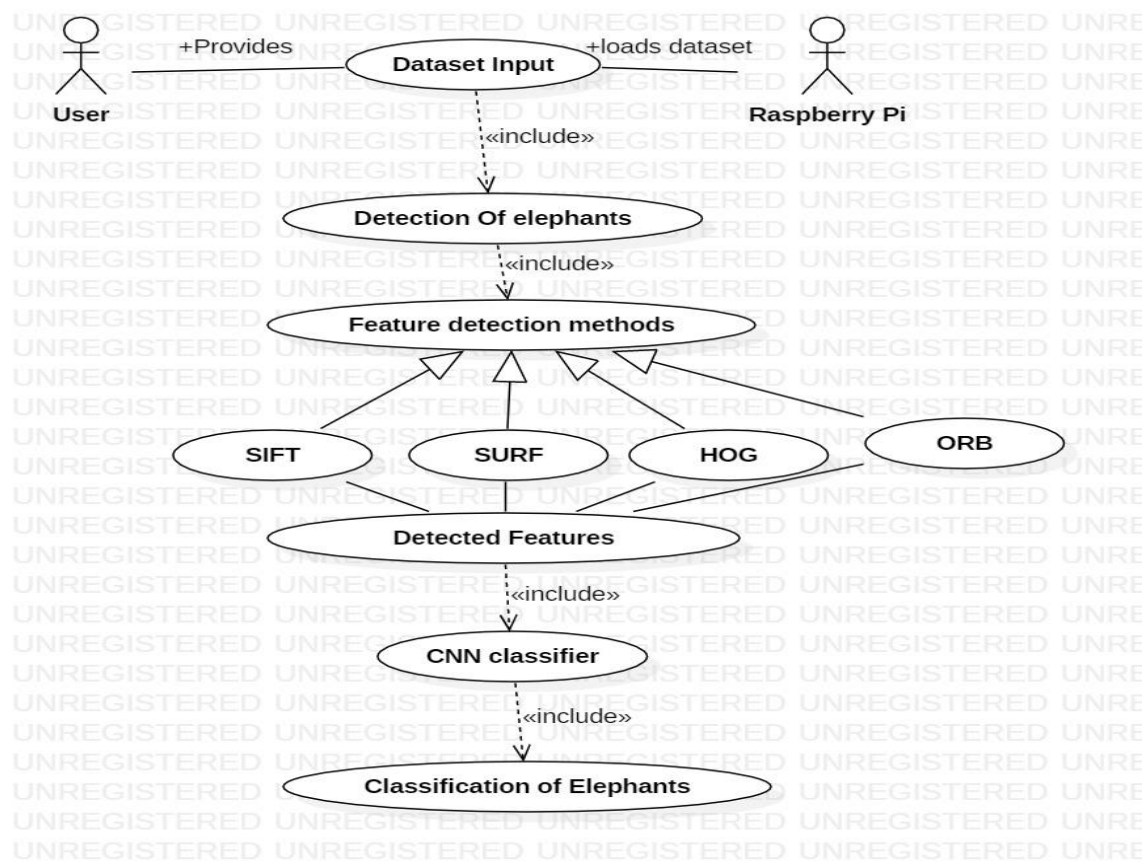 +Provides
+loads dataset
Dataset Input
User
Raspberry Pi
«include»
Detection Of elephants
«include»
Feature detection methods
SIFT
SURF
HOG
ORB
Detected Features
«include»
CNN classifier
«include»
Classification of Elephants
UNREGISTERED